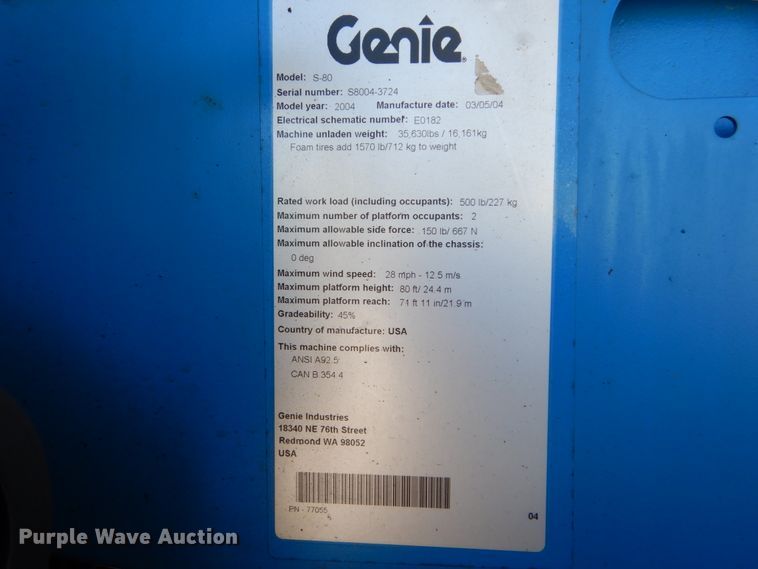 Genie
Model: S-80
Serial number: S8004-3724
Model year: 2004 Manufacture date: 03/05/04
Electrical schematic number: E0182
Machine unladen weight: 35,630lbs / 16,161kg
Foam tires add 1570 lb/712 kg to weight
Rated work load (including occupants): 500 lb/227 kg
Maximum number of platform occupants: 2
Maximum allowable side force: 150 lb/ 667 N
Maximum allowable inclination of the chassis:
0 deg
Maximum wind speed: 28 mph - 12.5 m/s
Maximum platform height: 80 ft/ 24.4 m
Maximum platform reach: 71 ft 11 in/21.9 m
Gradeability: 45%
Country of manufacture: USA
This machine complies with:
ANSI A92.5
CAN B.354.4
Genie Industries
18340 NE 76th Street
Redmond WA 98052
USA
PN - 77055
04
Purple Wave Auction